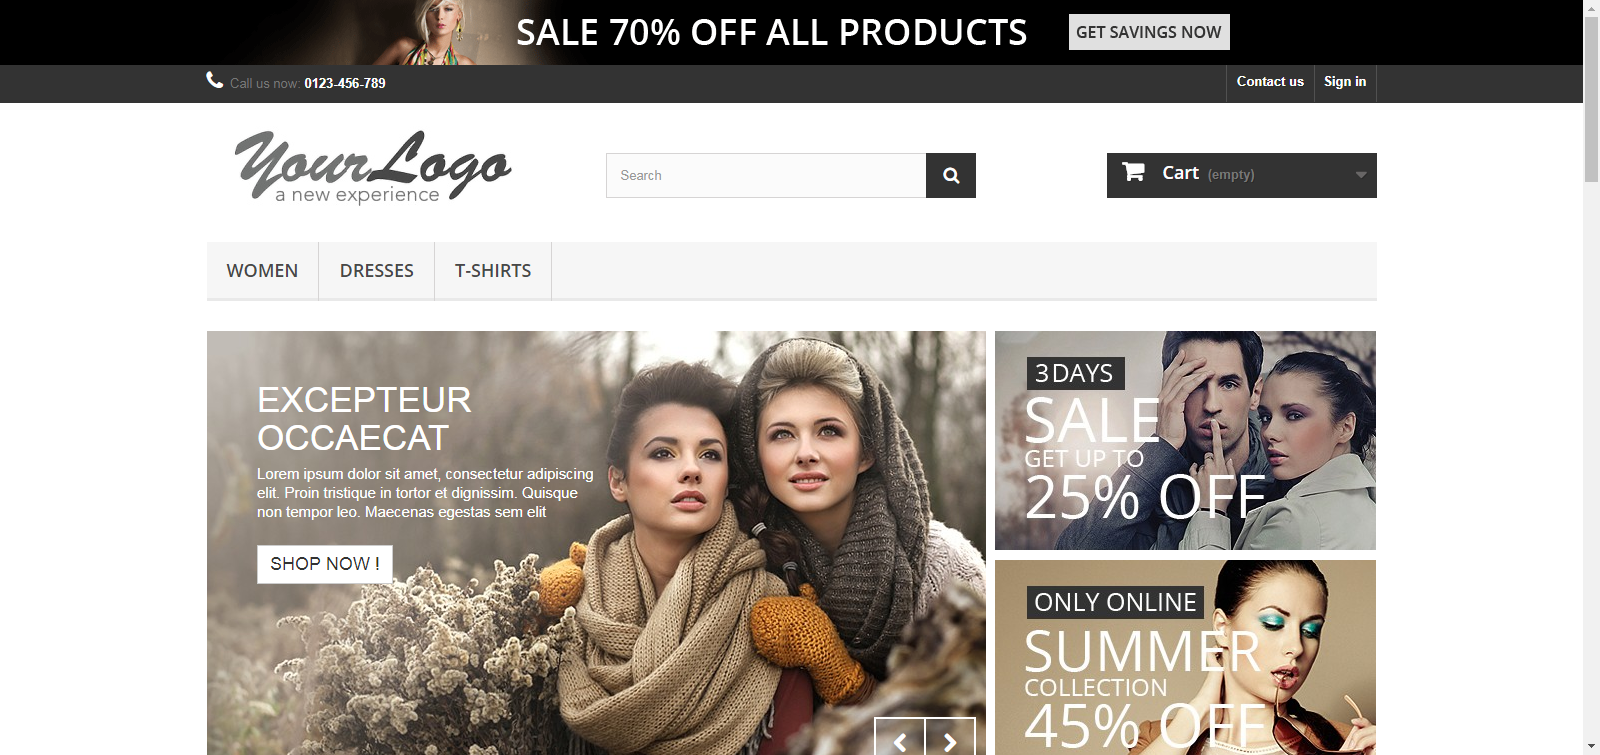 SALE 70% OFF ALL PRODUCTS
GET SAVINGS NOW
Call us now: 0123-456-789
Contact us
Sign in
YourLogo
a new experience
Search
Cart (empty)
WOMEN
DRESSES
T-SHIRTS
EXCEPTEUR
OCCAECAT
Lorem ipsum dolor sit amet, consectetur adipiscing
elit. Proin tristique in tortor et dignissim. Quisque
non tempor leo. Maecenas egestas sem elit
SHOP NOW !
3 DAYS
SALE
GET UP TO
25% OFF
ONLY ONLINE
SUMMER
COLLECTION
45% OFF